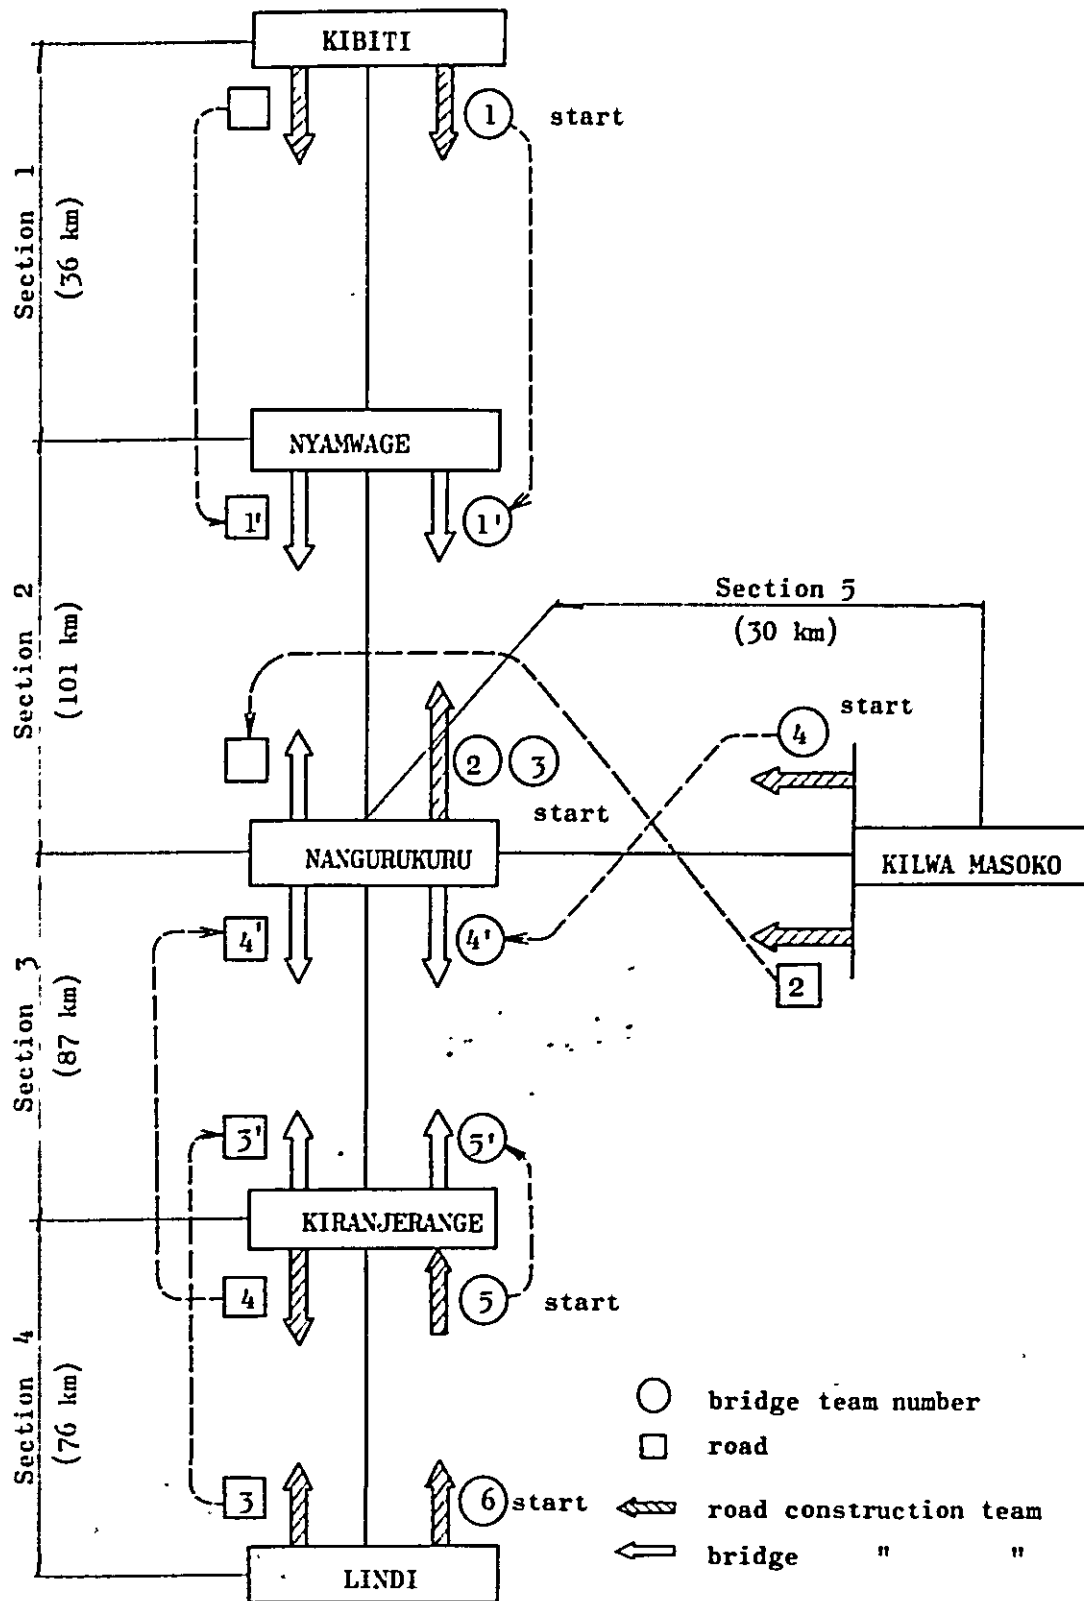 KIBITI
1 start
Section 1
(36 km)
NYAMWAGE
1' 1'
Section 2
(101 km)
Section 5
(30 km)
4 start
2 3
start
NANGURUKURU
KILWA MASOKO
4' 4'
2
Section 3
(87 km)
3' 5'
KIRANJERANGE
4 5 start
Section 4
(76 km)
bridge team number
road
3 6 start
road construction team
bridge " "
LINDI